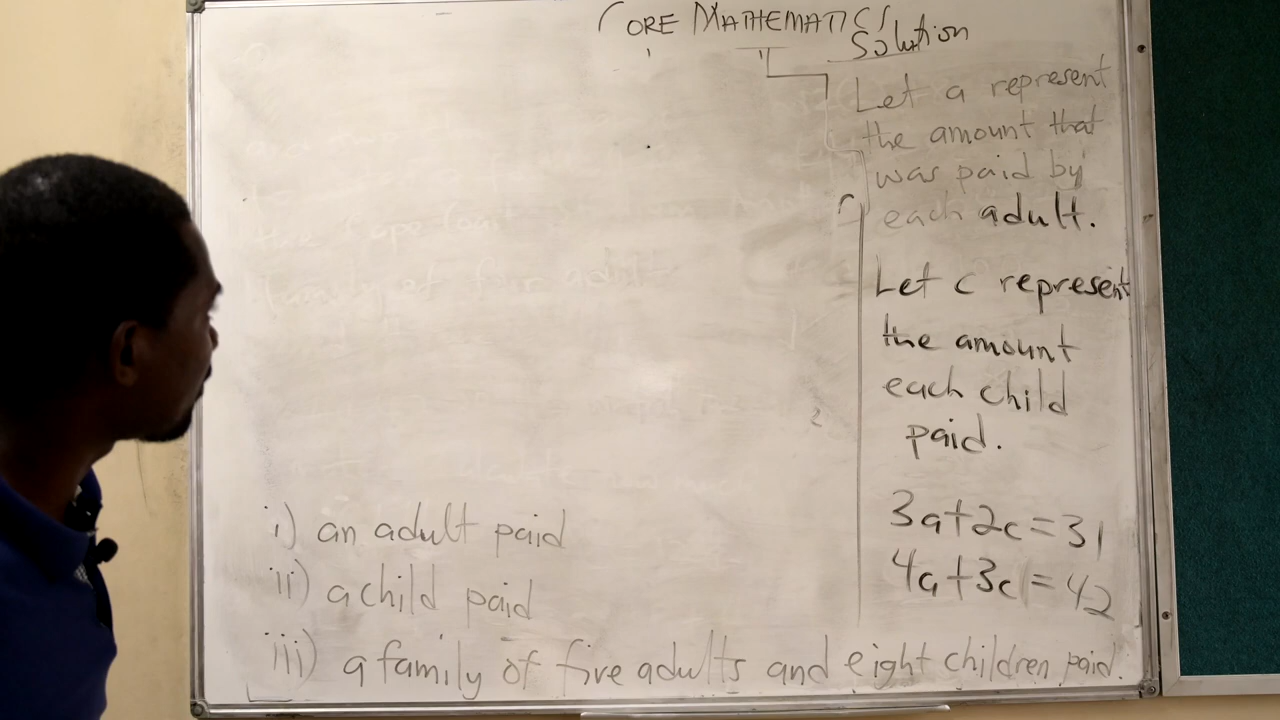 CORE MATHEMATICS
Solution
Let a represent
the amount that
was paid by
each adult.
Let c represent
the amount
each child
paid.
3a+2c=31
4a+3c=42
i) an adult paid
ii) a child paid
iii) a family of five adults and eight children paid.